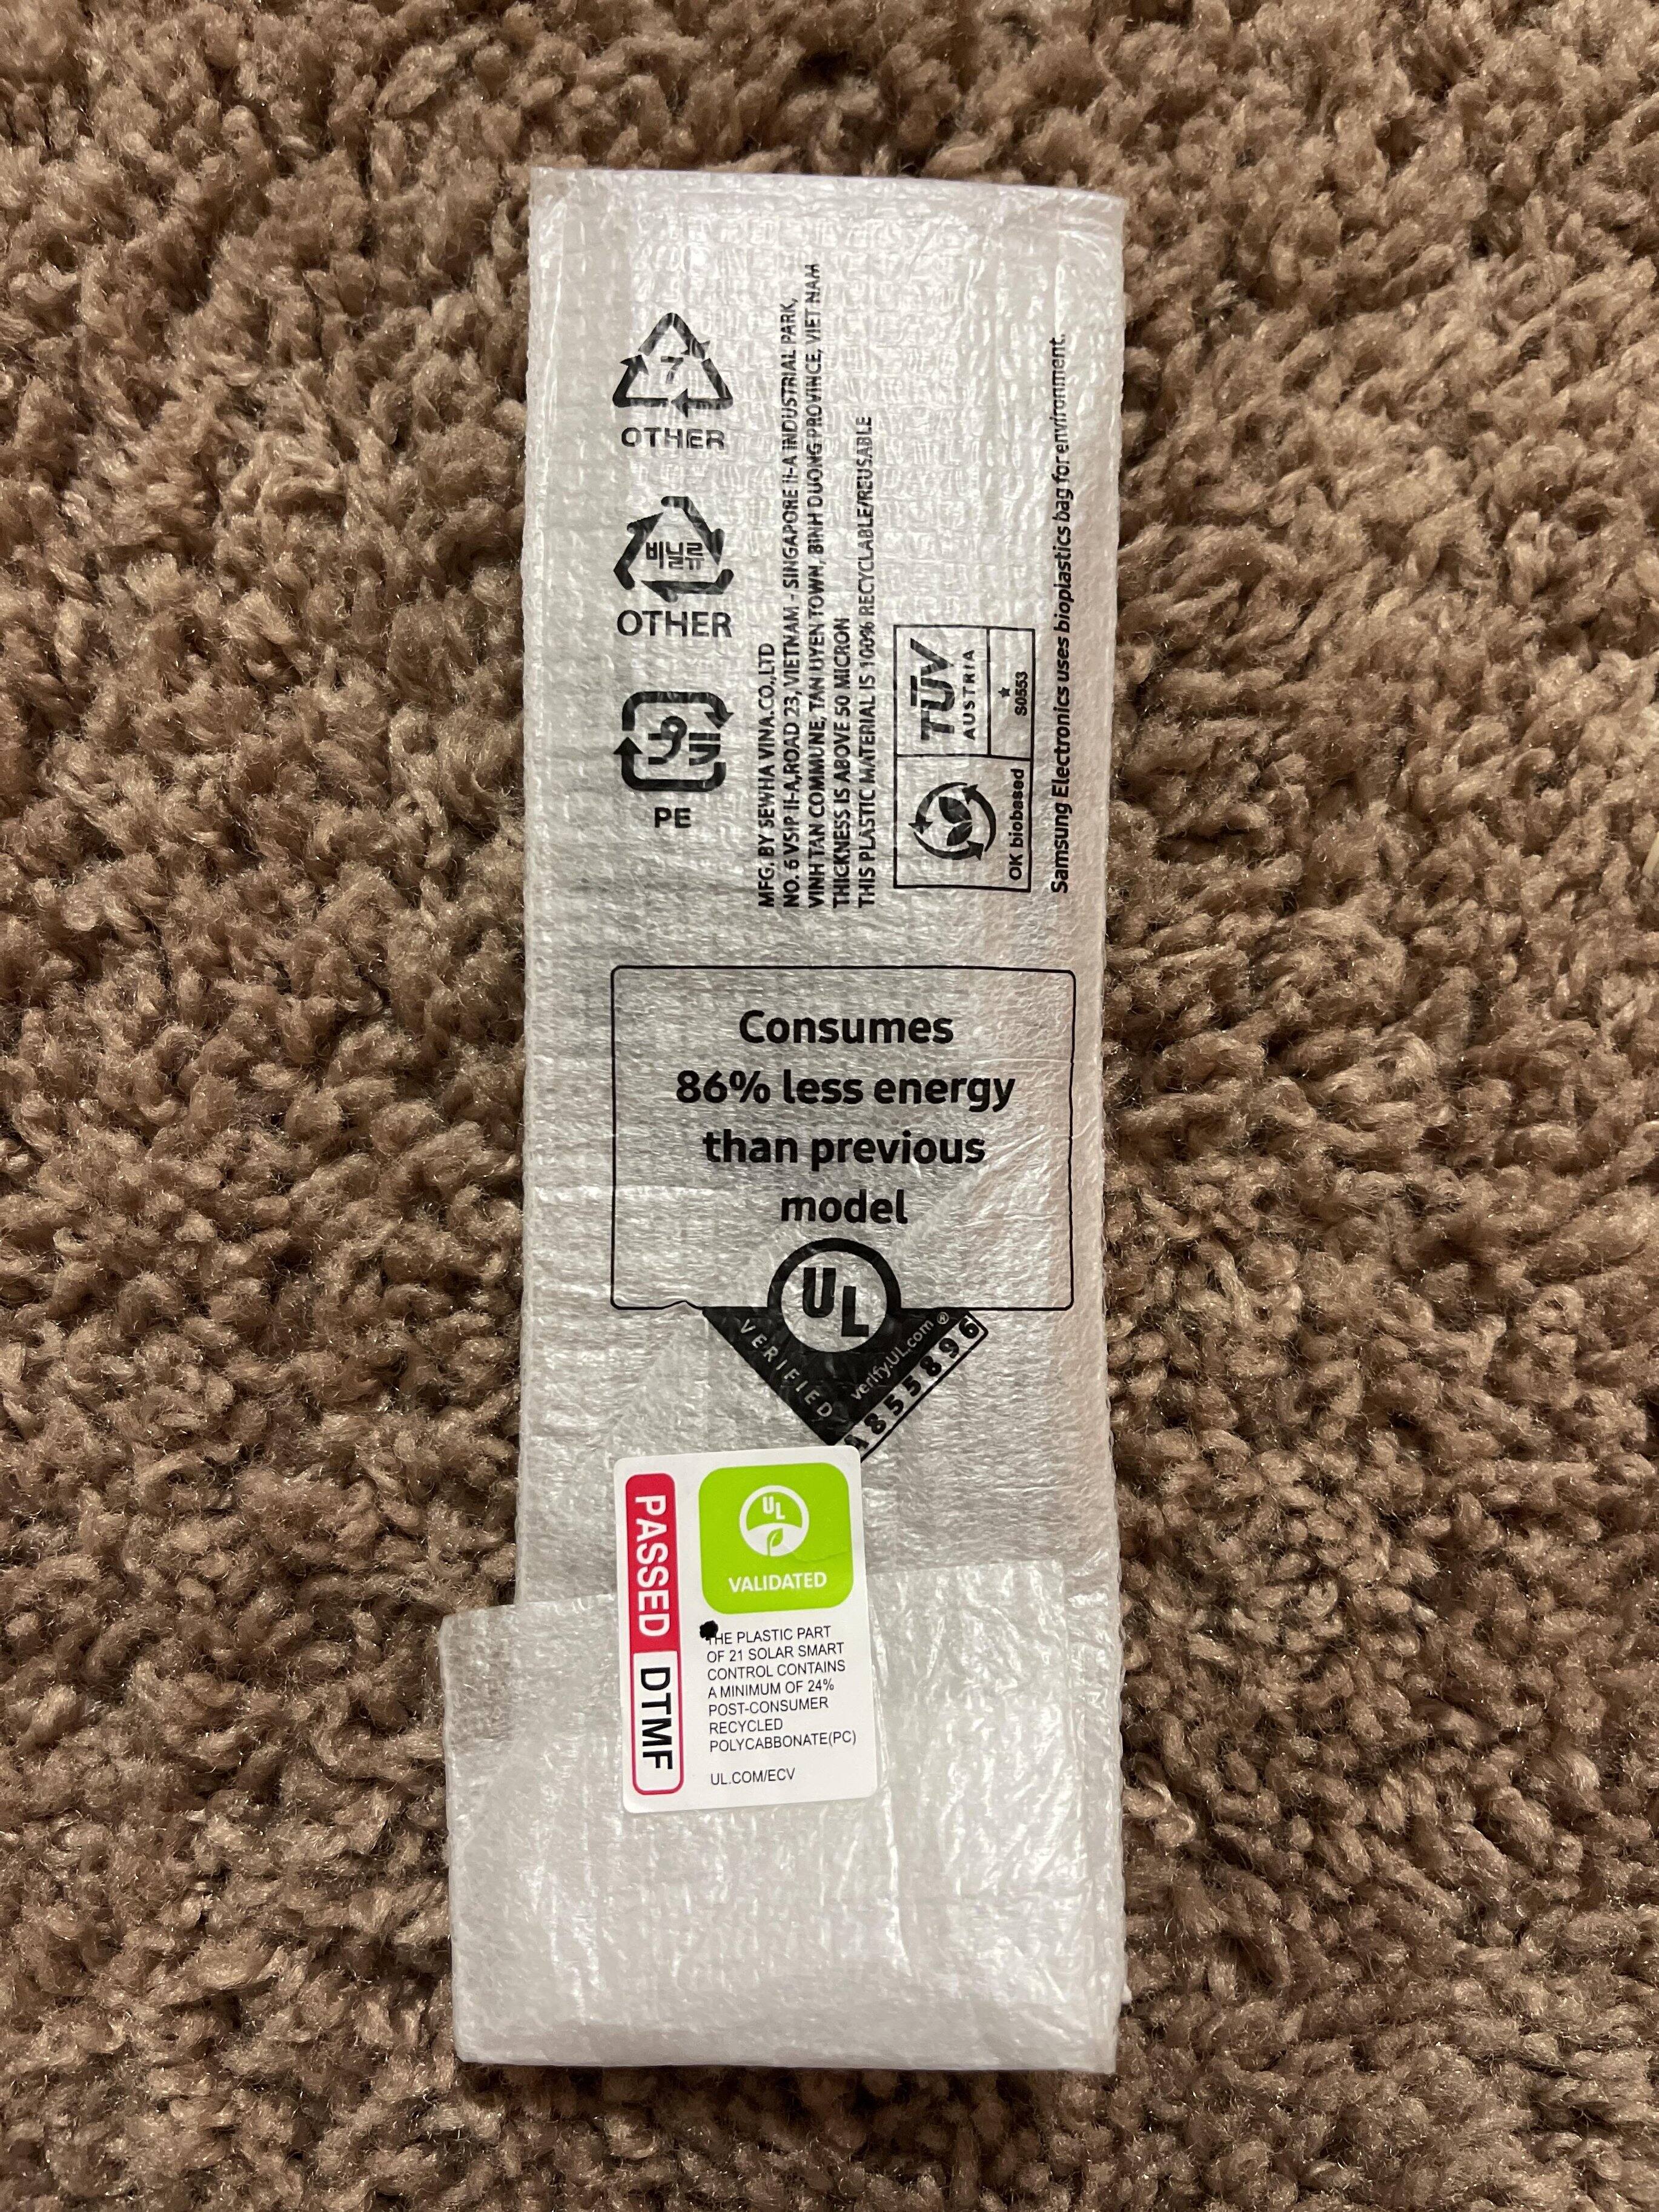 7
OTHER
비닐류
OTHER
プラ
PE
MFG.BY SEWHA VINA.CO.,LTD
NO. 6 VSIP II-A,ROAD 23, VIETNAM - SINGAPORE II-A INDUSTRIAL PARK,
VINH TAN COMMUNE, TAN UYEN TOWN, BINH DUONG PROVINCE, VIET NAM
THICKNESS IS ABOVE 50 MICRON
THIS PLASTIC MATERIAL IS 100% RECYCLABLE/REUSABLE
TÜV
AUSTRIA
OK biobased
S0553
Samsung Electronics uses bioplastics bag for environment.
Consumes
86% less energy
than previous
model
UL
VERIFIED
verifyUL.com ®
A855896
PASSED DTMF
UL
VALIDATED
THE PLASTIC PART
OF 21 SOLAR SMART
CONTROL CONTAINS
A MINIMUM OF 24%
POST-CONSUMER
RECYCLED
POLYCABBONATE(PC)
UL.COM/ECV